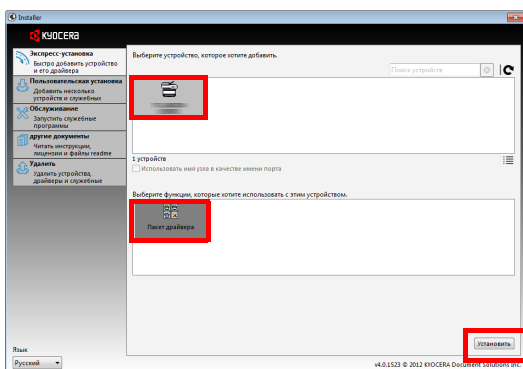 Installer
KYOCERA
Экспресс-установка
Быстро добавить устройство
и его драйвера
Пользовательская установка
Добавить несколько
устройств и служебных
Обслуживание
Запустить служебные
программы
другие документы
Читать инструкции,
лицензии и файлы readme
Удалить
Удалить устройства,
драйверы и служебные
Язык
Русский
Выберите устройство, которое хотите добавить.
Поиск устройств
1 устройств
Использовать имя узла в качестве имени порта
Выберите функции, которые хотите использовать с этим устройством.
Пакет драйвера
Установить
v4.0.1523 © 2012 KYOCERA Document Solutions Inc.